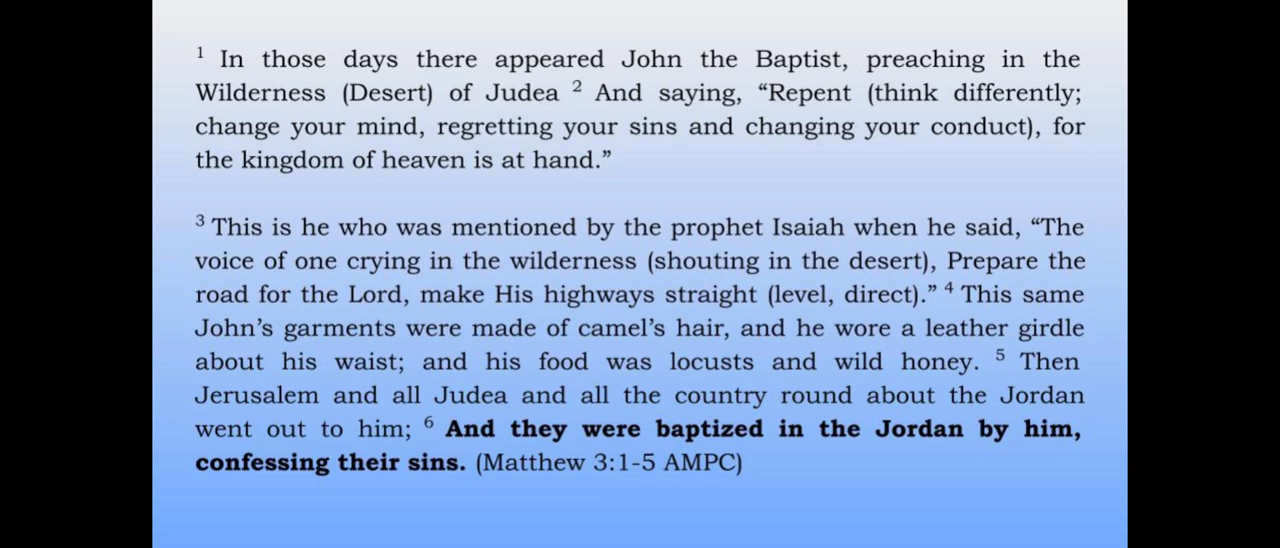 1 In those days there appeared John the Baptist, preaching in the
Wilderness (Desert) of Judea 2 And saying, “Repent (think differently;
change your mind, regretting your sins and changing your conduct), for
the kingdom of heaven is at hand.”
3 This is he who was mentioned by the prophet Isaiah when he said, “The
voice of one crying in the wilderness (shouting in the desert), Prepare the
road for the Lord, make His highways straight (level, direct).” 4 This same
John’s garments were made of camel’s hair, and he wore a leather girdle
about his waist; and his food was locusts and wild honey. 5 Then
Jerusalem and all Judea and all the country round about the Jordan
went out to him; 6 And they were baptized in the Jordan by him,
confessing their sins. (Matthew 3:1-5 AMPC)